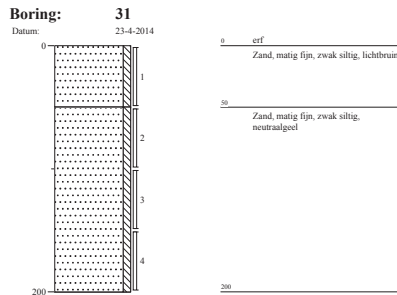 Boring: 31
Datum: 23-4-2014
0
0 erf
Zand, matig fijn, zwak siltig, lichtbruin
1
50
Zand, matig fijn, zwak siltig,
neutraalgeel
2
3
4
200
200